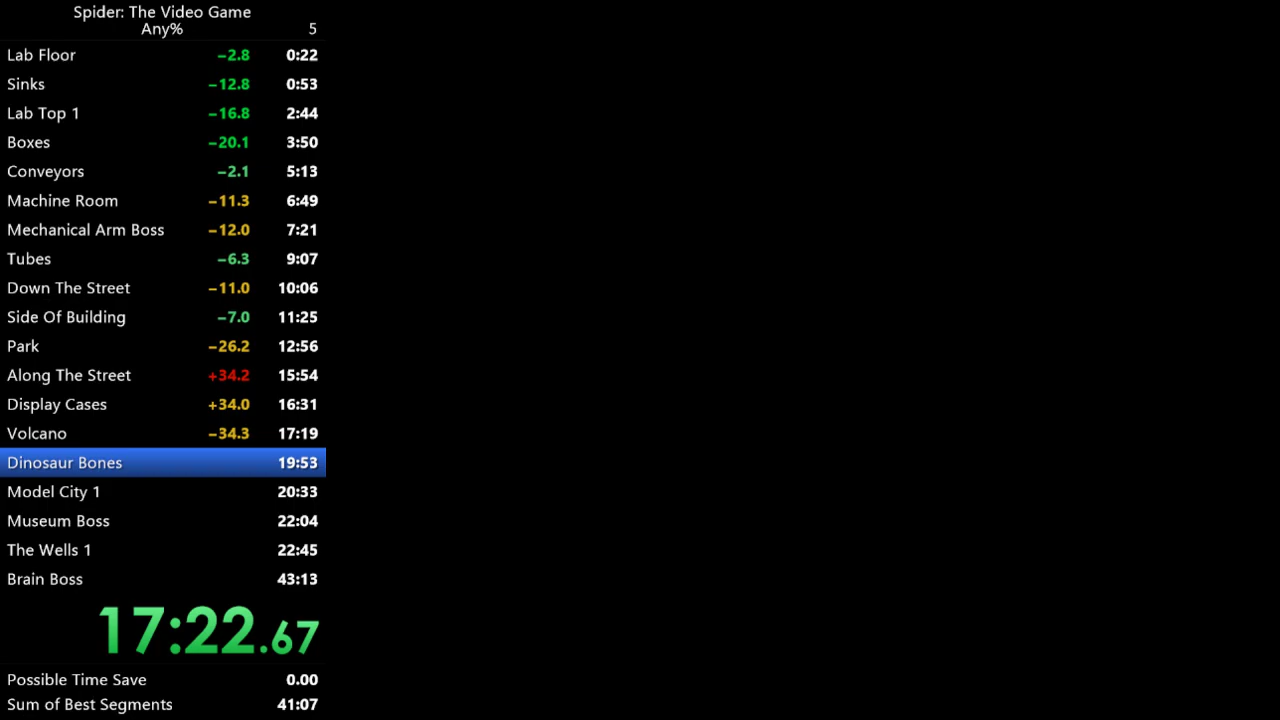 Spider: The Video Game
Any% 5
Lab Floor −2.8 0:22
Sinks −12.8 0:53
Lab Top 1 −16.8 2:44
Boxes −20.1 3:50
Conveyors −2.1 5:13
Machine Room −11.3 6:49
Mechanical Arm Boss −12.0 7:21
Tubes −6.3 9:07
Down The Street −11.0 10:06
Side Of Building −7.0 11:25
Park −26.2 12:56
Along The Street +34.2 15:54
Display Cases +34.0 16:31
Volcano −34.3 17:19
Dinosaur Bones 19:53
Model City 1 20:33
Museum Boss 22:04
The Wells 1 22:45
Brain Boss 43:13
17:22.67
Possible Time Save 0.00
Sum of Best Segments 41:07